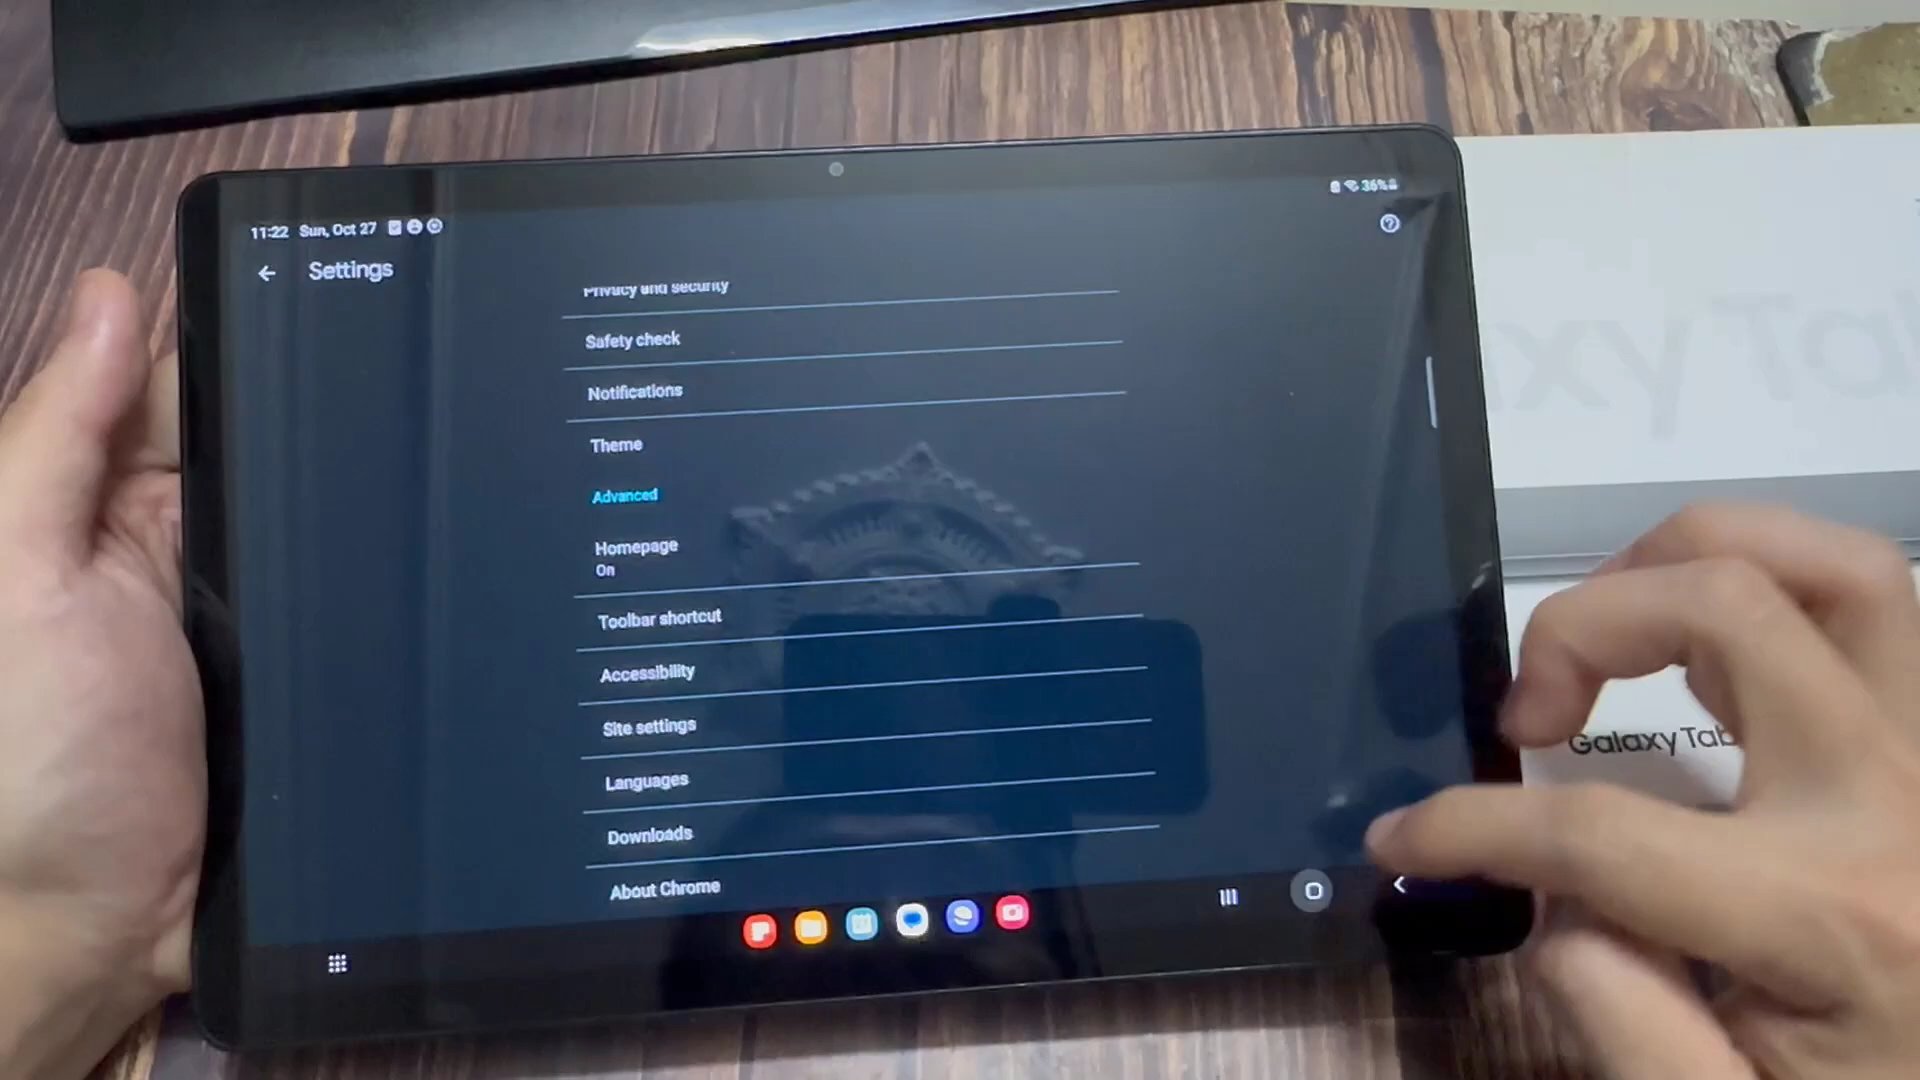 11:22 Sun, Oct 27
36%
Settings
Privacy and security
Safety check
Notifications
Theme
Advanced
Homepage
On
Toolbar shortcut
Accessibility
Site settings
Languages
Downloads
About Chrome
Galaxy Tab